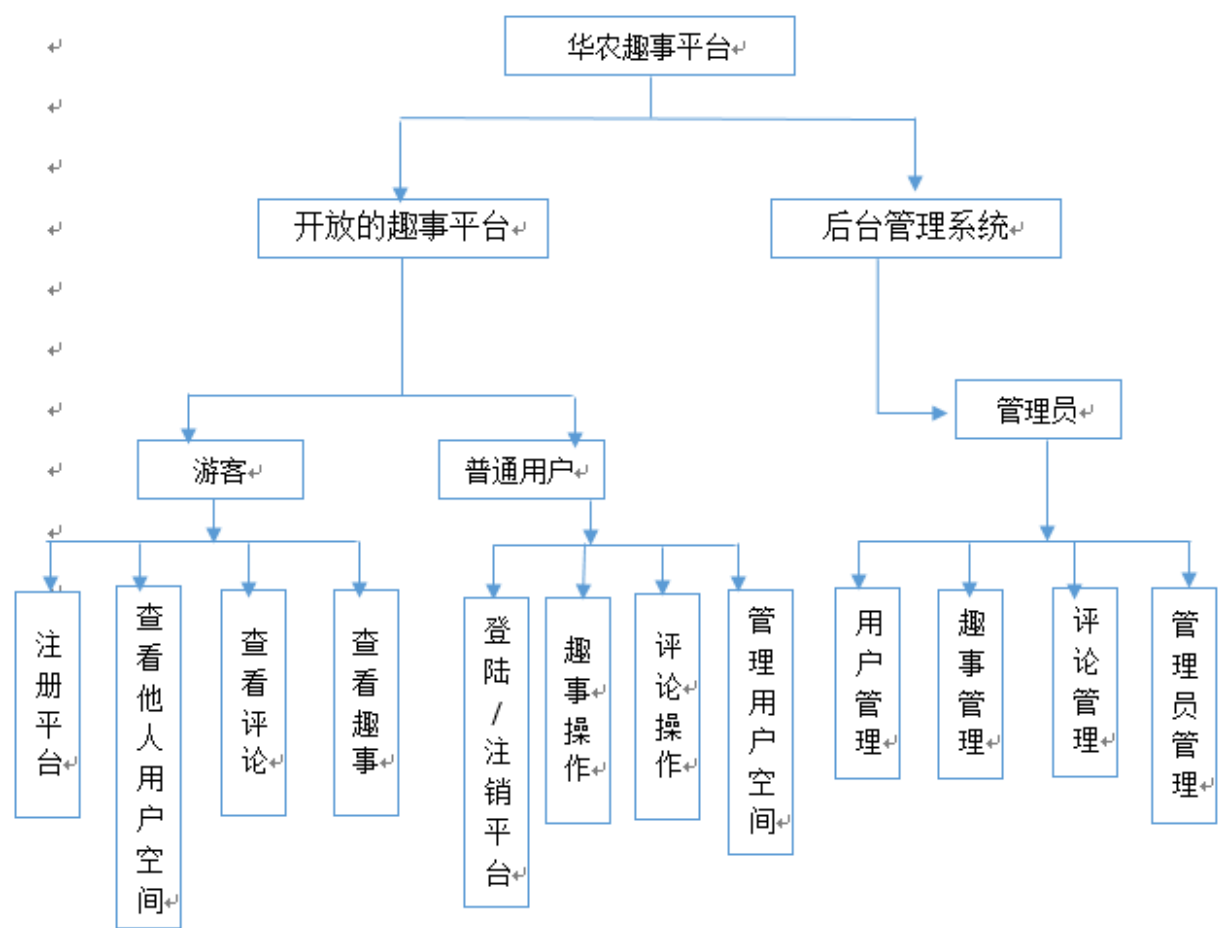 华农趣事平台
开放的趣事平台
后台管理系统
管理员
游客
普通用户
注册平台
查看他人用户空间
查看评论
查看趣事
登陆/注销平台
趣事操作
评论操作
管理用户空间
用户管理
趣事管理
评论管理
管理员管理